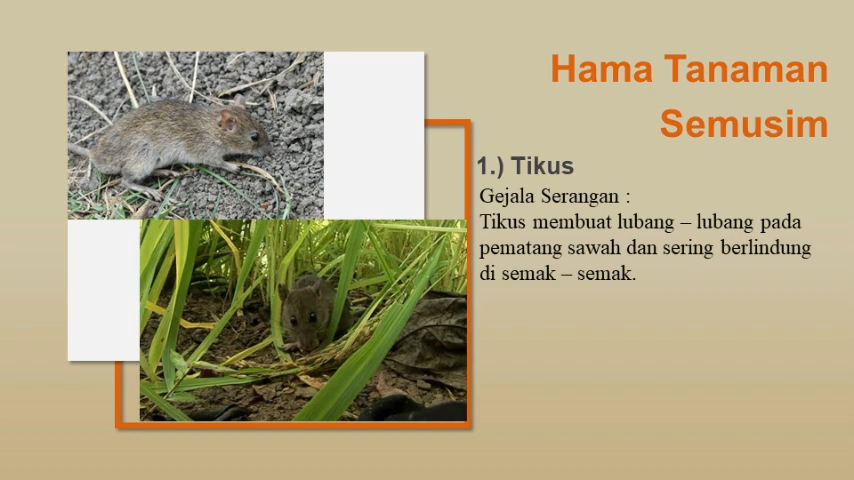 Hama Tanaman
Semusim
1.) Tikus
Gejala Serangan :
Tikus membuat lubang – lubang pada
pematang sawah dan sering berlindung
di semak – semak.